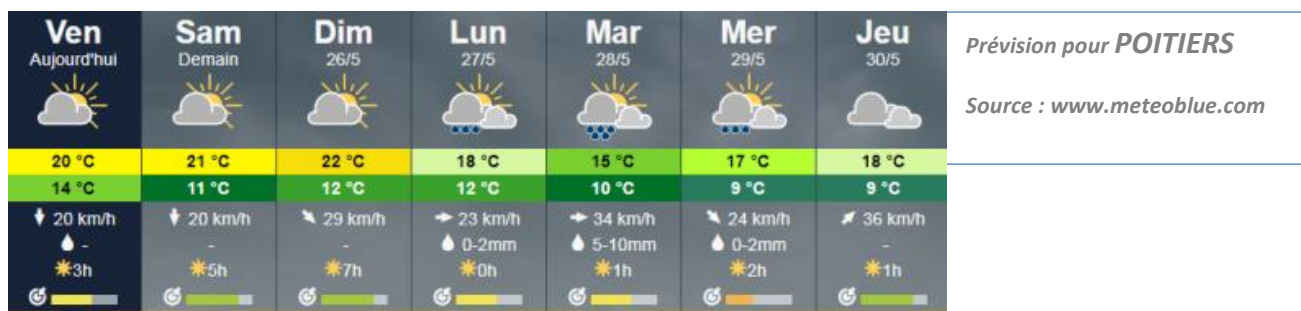 Ven Sam Dim Lun Mar Mer Jeu
Aujourd'hui Demain 26/5 27/5 28/5 29/5 30/5
20 °C 21 °C 22 °C 18 °C 15 °C 17 °C 18 °C
14 °C 11 °C 12 °C 12 °C 10 °C 9 °C 9 °C
20 km/h 20 km/h 29 km/h 23 km/h 34 km/h 24 km/h 36 km/h
- - - 0-2mm 5-10mm 0-2mm -
3h 5h 7h 0h 1h 2h 1h
Prévision pour POITIERS
Source : www.meteoblue.com